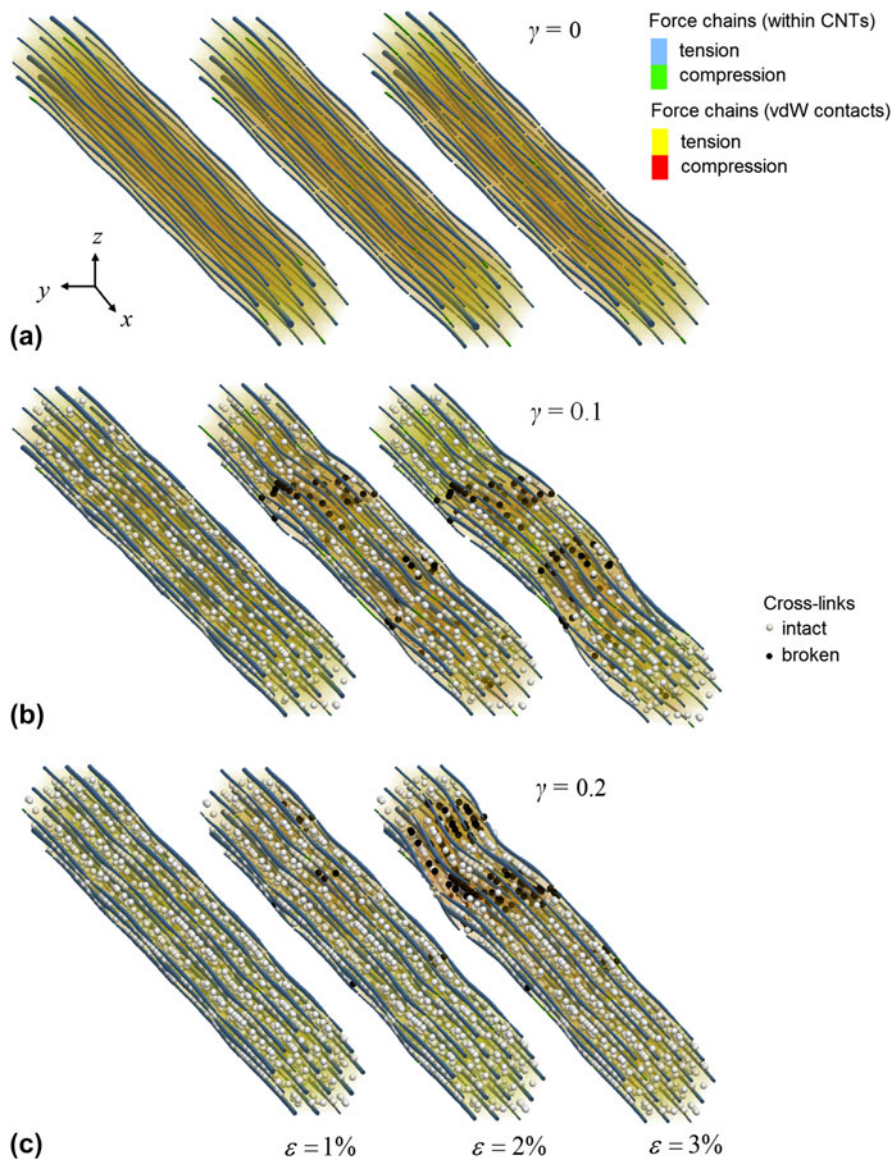 γ = 0
Force chains (within CNTs)
tension
compression
Force chains (vdW contacts)
tension
compression
z
y
x
(a)
γ = 0.1
Cross-links
intact
broken
(b)
γ = 0.2
(c)
ε = 1%
ε = 2%
ε = 3%